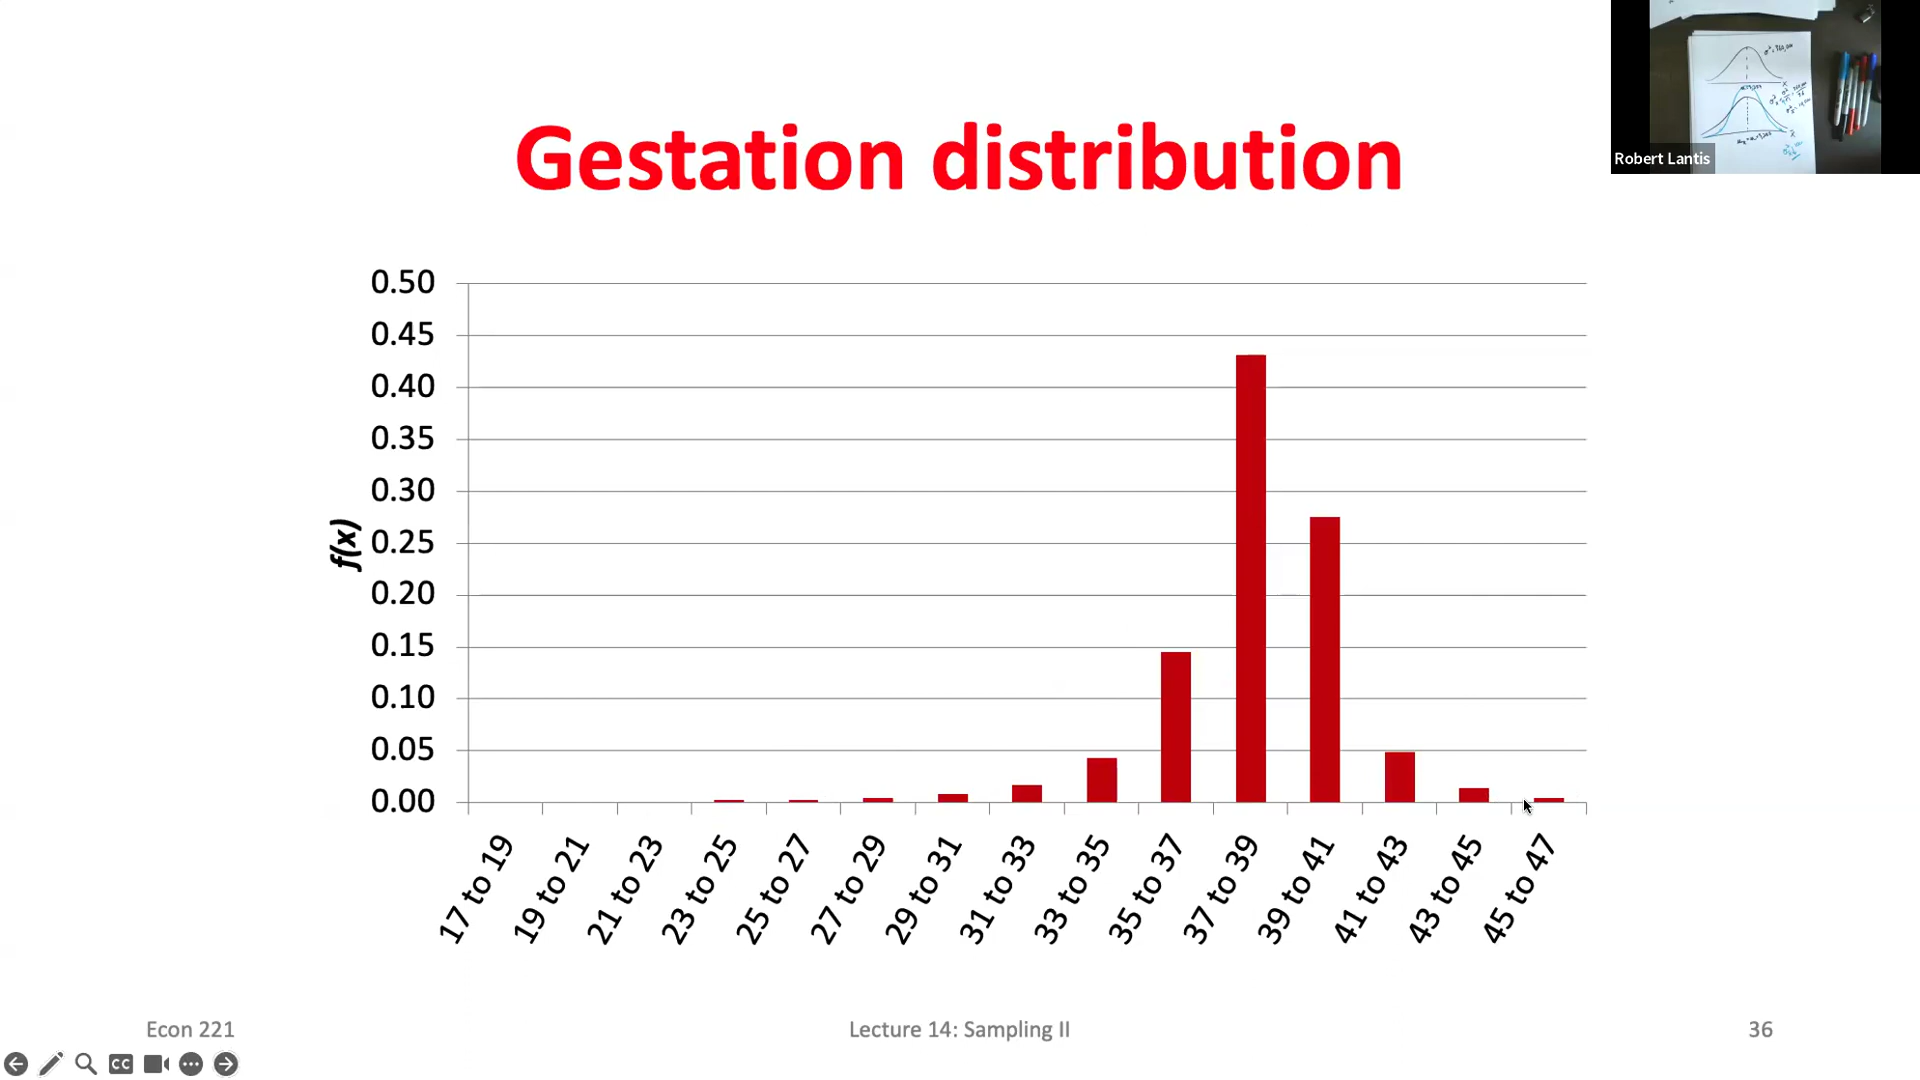 Gestation distribution
Robert Lantis
0.50
0.45
0.40
0.35
0.30
0.25
0.20
0.15
0.10
0.05
0.00
f(x)
17 to 19
19 to 21
21 to 23
23 to 25
25 to 27
27 to 29
29 to 31
31 to 33
33 to 35
35 to 37
37 to 39
39 to 41
41 to 43
43 to 45
45 to 47
Econ 221
Lecture 14: Sampling II
36
CC